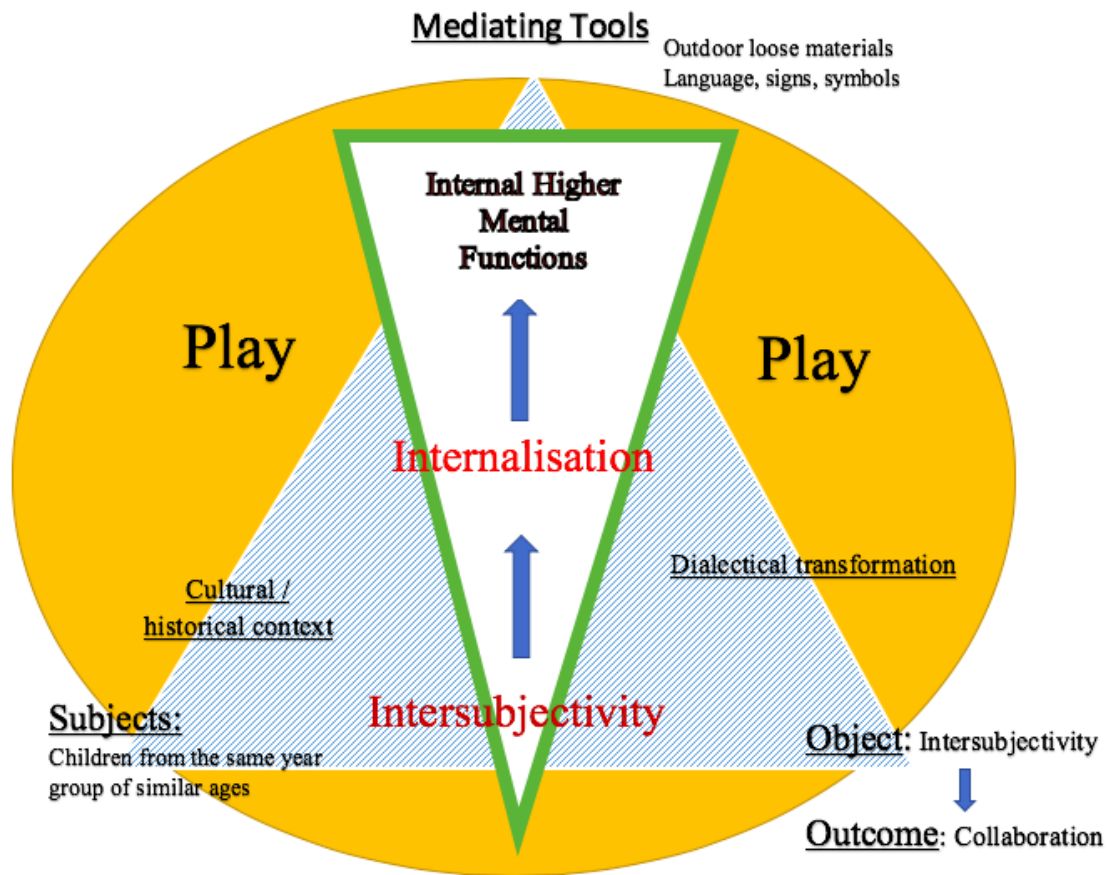 Mediating Tools
Outdoor loose materials
Language, signs, symbols
Internal Higher
Mental
Functions
Play
Play
Internalisation
Cultural /
historical context
Dialectical transformation
Intersubjectivity
Subjects:
Children from the same year
group of similar ages
Object: Intersubjectivity
Outcome: Collaboration